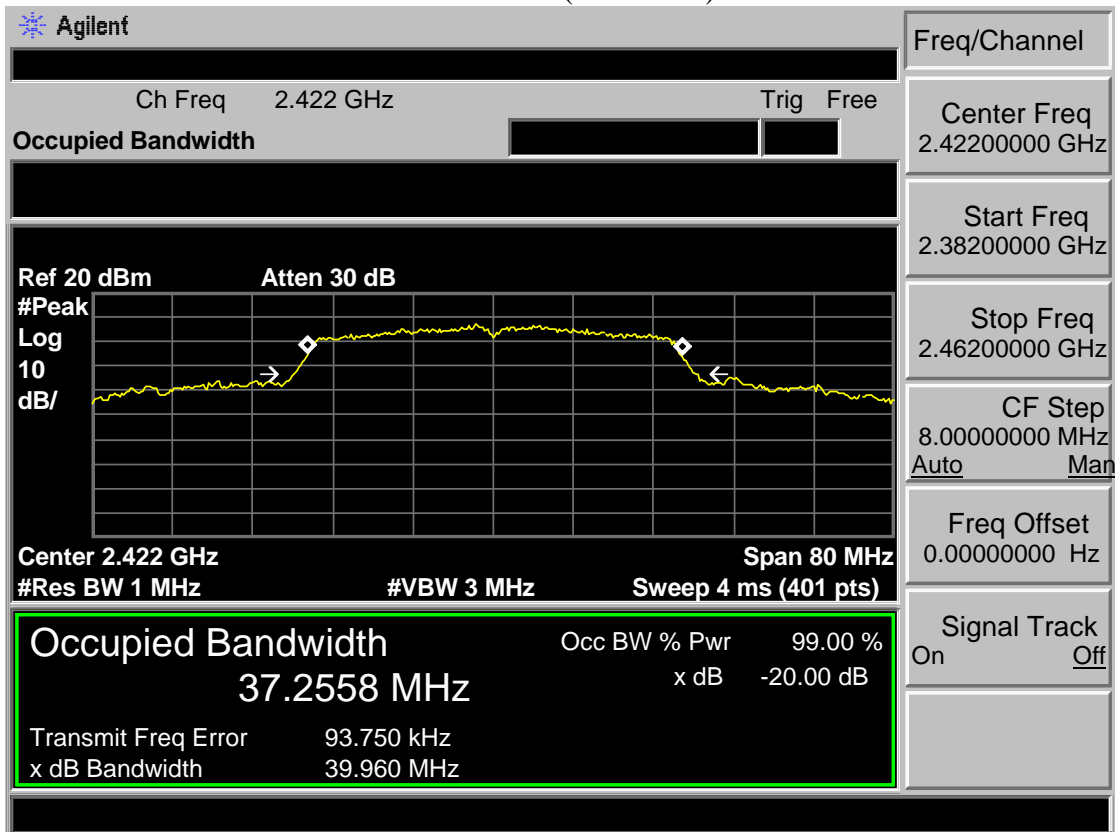 Agilent
Freq/Channel
Ch Freq 2.422 GHz Trig Free
Occupied Bandwidth
Center Freq
2.42200000 GHz
Start Freq
2.38200000 GHz
Stop Freq
2.46200000 GHz
CF Step
8.00000000 MHz
Auto Man
Freq Offset
0.00000000 Hz
Signal Track
On Off
Ref 20 dBm Atten 30 dB
#Peak
Log
10
dB/
Center 2.422 GHz Span 80 MHz
#Res BW 1 MHz #VBW 3 MHz Sweep 4 ms (401 pts)
Occupied Bandwidth Occ BW % Pwr 99.00 %
37.2558 MHz x dB -20.00 dB
Transmit Freq Error 93.750 kHz
x dB Bandwidth 39.960 MHz